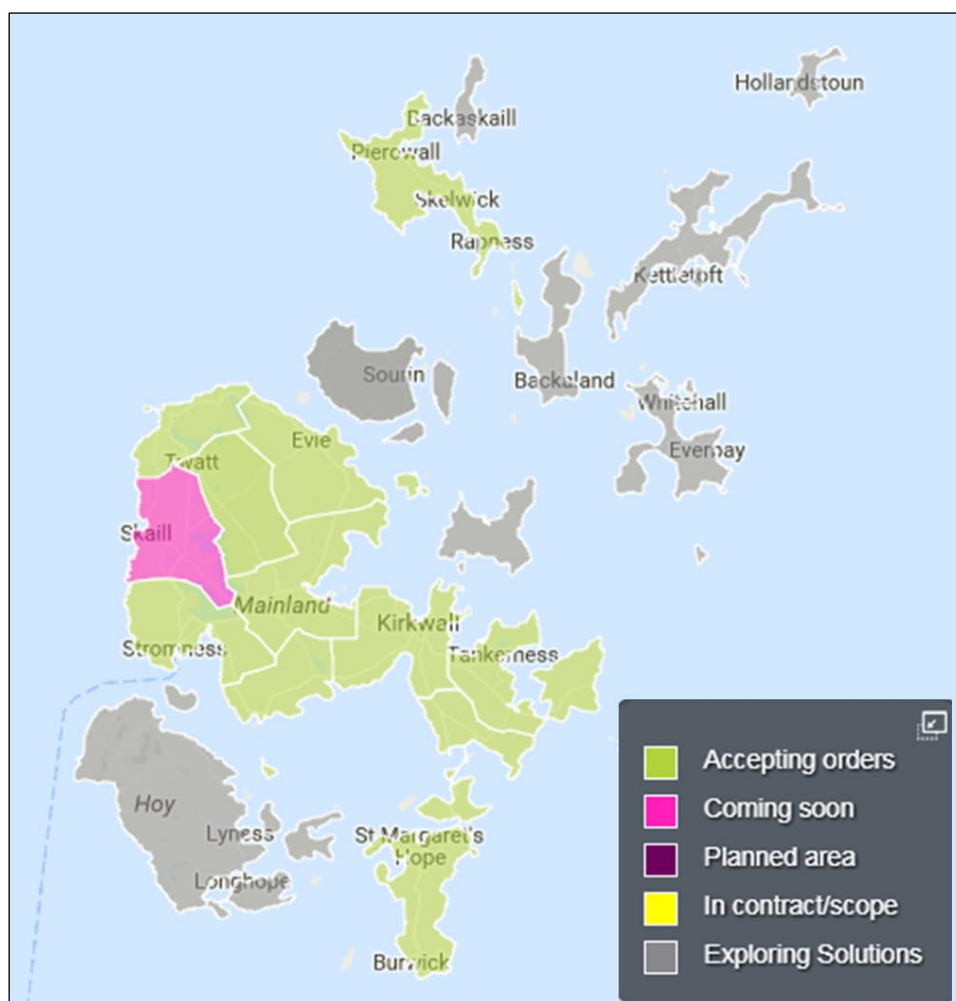 Hollandstoun
Backaskaill
Pierowall
Skelwick
Rapness
Kettletoft
Sourin
Backaland
Whitehall
Evie
Everbay
Twatt
Skaill
Mainland
Kirkwall
Stromness
Tankerness
Hoy
Lyness
St Margaret's
Hope
Longhope
Burwick
Accepting orders
Coming soon
Planned area
In contract/scope
Exploring Solutions